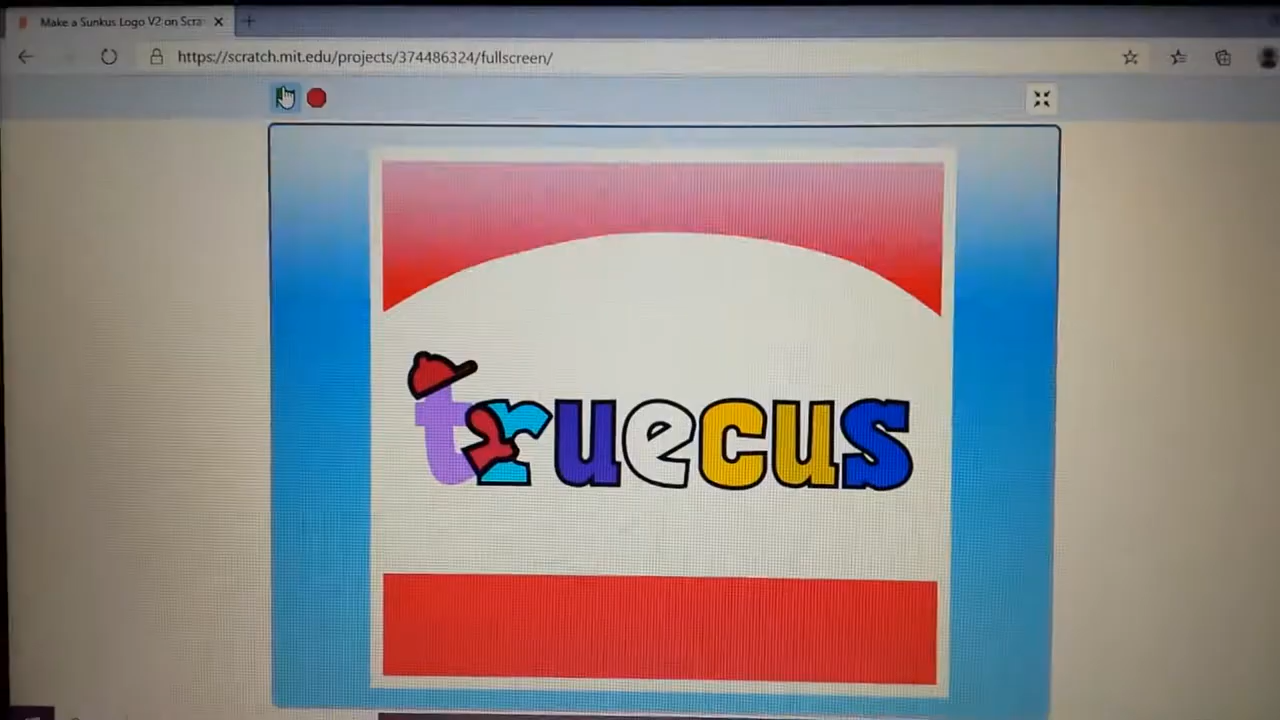 Make a Sunkus Logo V2 on Scra
https://scratch.mit.edu/projects/374486324/fullscreen/
truecus